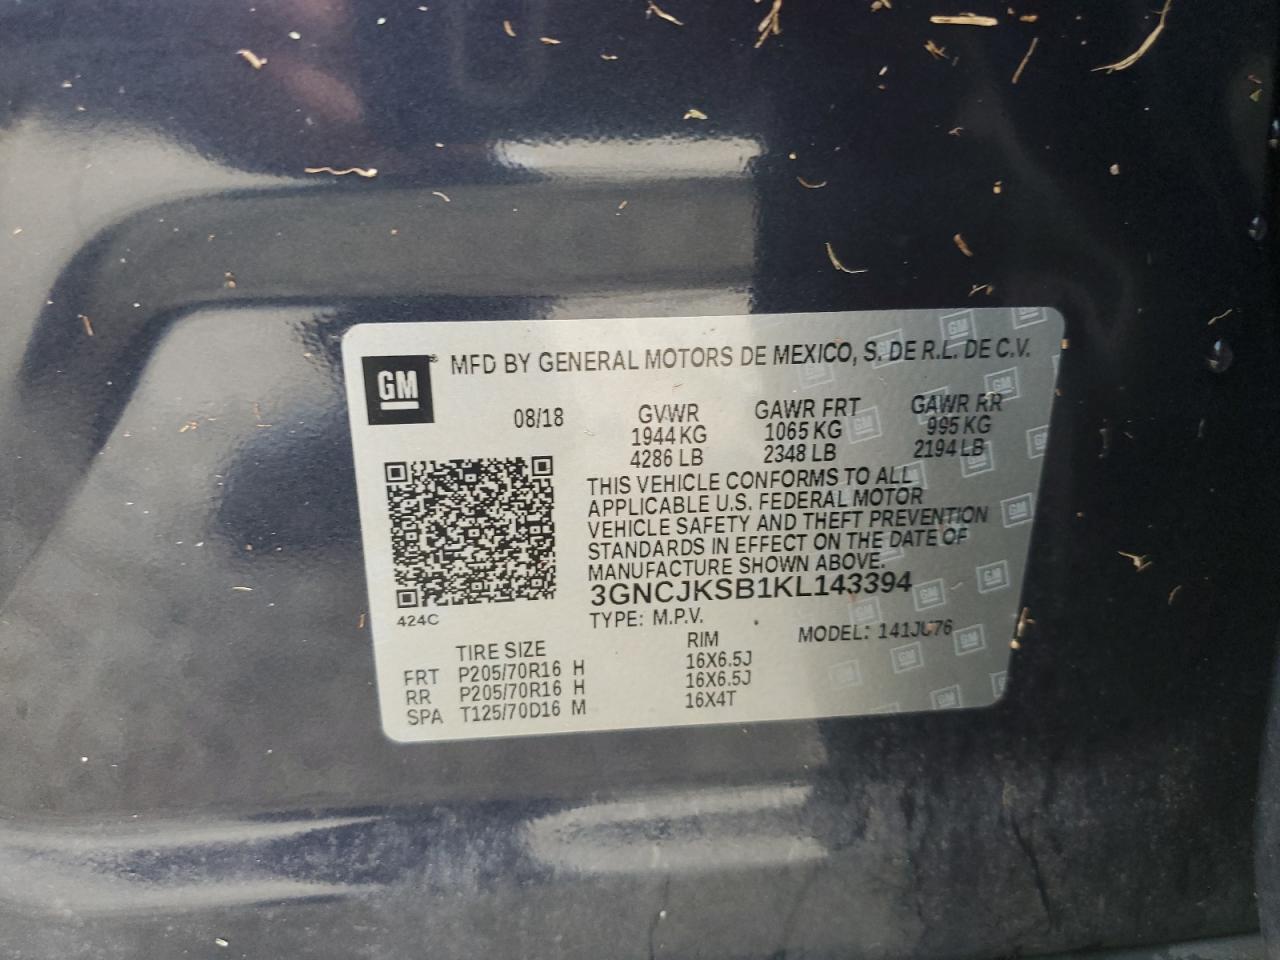 GM
MFD BY GENERAL MOTORS DE MEXICO, S. DE R.L. DE C.V.
08/18
GVWR GAWR FRT GAWR RR
1944 KG 1065 KG 995 KG
4286 LB 2348 LB 2194 LB
THIS VEHICLE CONFORMS TO ALL
APPLICABLE U.S. FEDERAL MOTOR
VEHICLE SAFETY AND THEFT PREVENTION
STANDARDS IN EFFECT ON THE DATE OF
MANUFACTURE SHOWN ABOVE.
3GNCJKSB1KL143394
424C
TYPE: M.P.V. MODEL: 141JU76
TIRE SIZE RIM
FRT P205/70R16 H 16X6.5J
RR P205/70R16 H 16X6.5J
SPA T125/70D16 M 16X4T